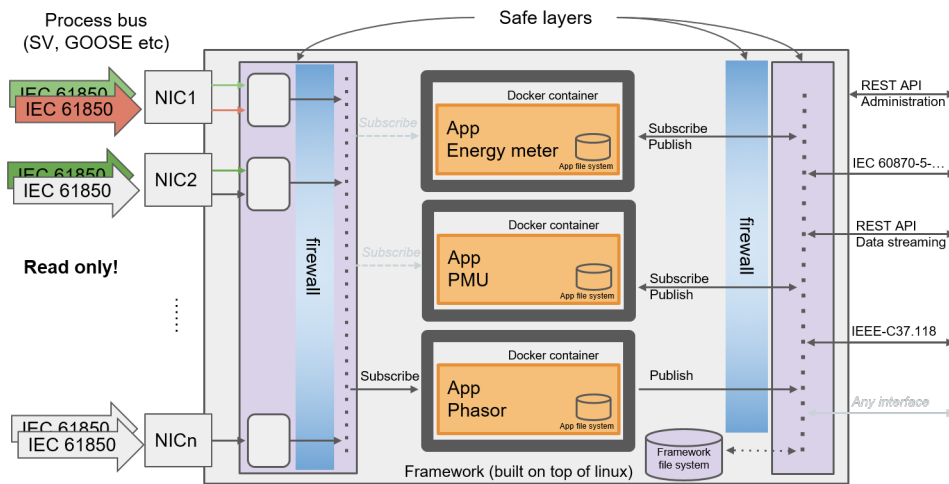 Process bus
(SV, GOOSE etc)
Safe layers
IEC 61850
IEC 61850
NIC1
firewall
Docker container
App
Energy meter
App file system
Subscribe
Subscribe
Publish
firewall
REST API
Administration
IEC 61850
IEC 61850
NIC2
IEC 60870-5-...
REST API
Data streaming
Read only!
Subscribe
Docker container
App
PMU
App file system
Subscribe
Publish
IEEE-C37.118
Subscribe
Docker container
App
Phasor
App file system
Publish
Any interface
IEC 61850
IEC 61850
NICn
Framework
file system
Framework (built on top of linux)